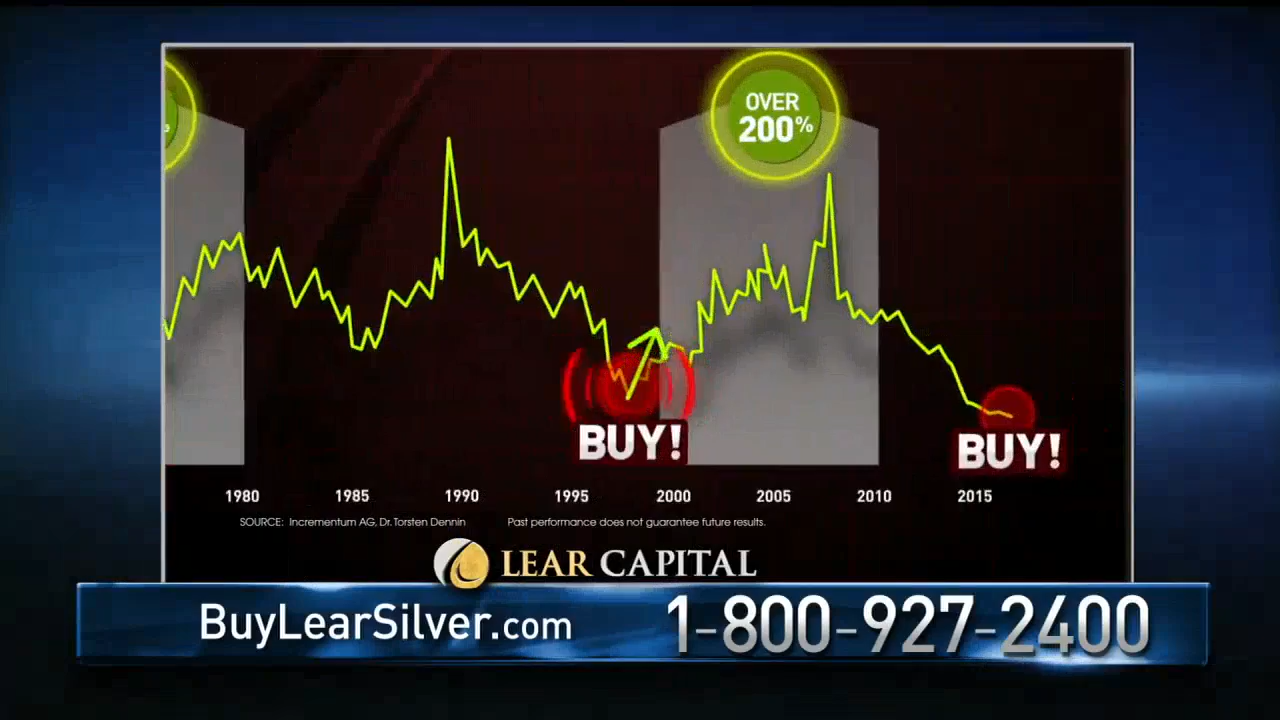 OVER
200%
%
BUY!
BUY!
1980 1985 1990 1995 2000 2005 2010 2015
SOURCE: Incrementum AG, Dr. Torsten Dennin Past performance does not guarantee future results.
LEAR CAPITAL
BuyLearSilver.com 1-800-927-2400